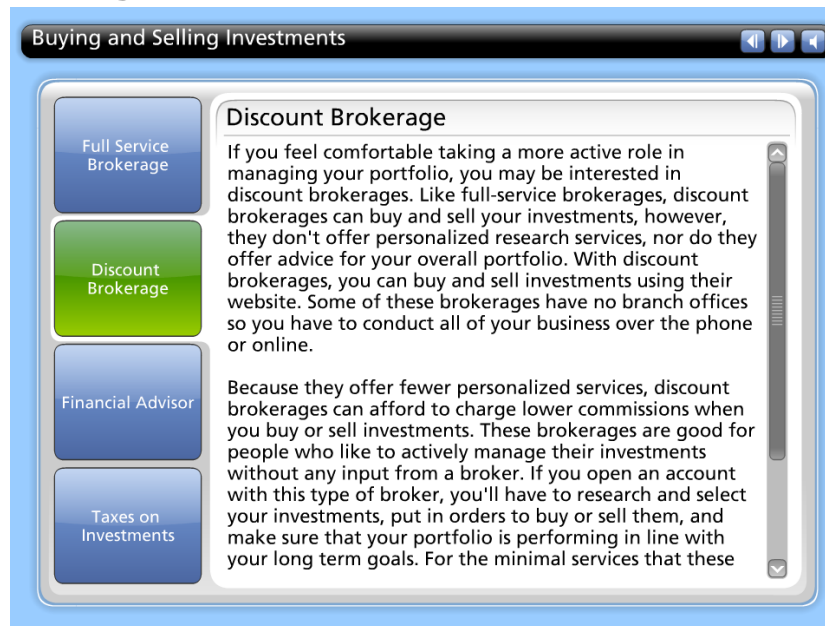 Buying and Selling Investments
Full Service
Brokerage
Discount
Brokerage
Financial Advisor
Taxes on
Investments
Discount Brokerage
If you feel comfortable taking a more active role in
managing your portfolio, you may be interested in
discount brokerages. Like full-service brokerages, discount
brokerages can buy and sell your investments, however,
they don't offer personalized research services, nor do they
offer advice for your overall portfolio. With discount
brokerages, you can buy and sell investments using their
website. Some of these brokerages have no branch offices
so you have to conduct all of your business over the phone
or online.
Because they offer fewer personalized services, discount
brokerages can afford to charge lower commissions when
you buy or sell investments. These brokerages are good for
people who like to actively manage their investments
without any input from a broker. If you open an account
with this type of broker, you'll have to research and select
your investments, put in orders to buy or sell them, and
make sure that your portfolio is performing in line with
your long term goals. For the minimal services that these